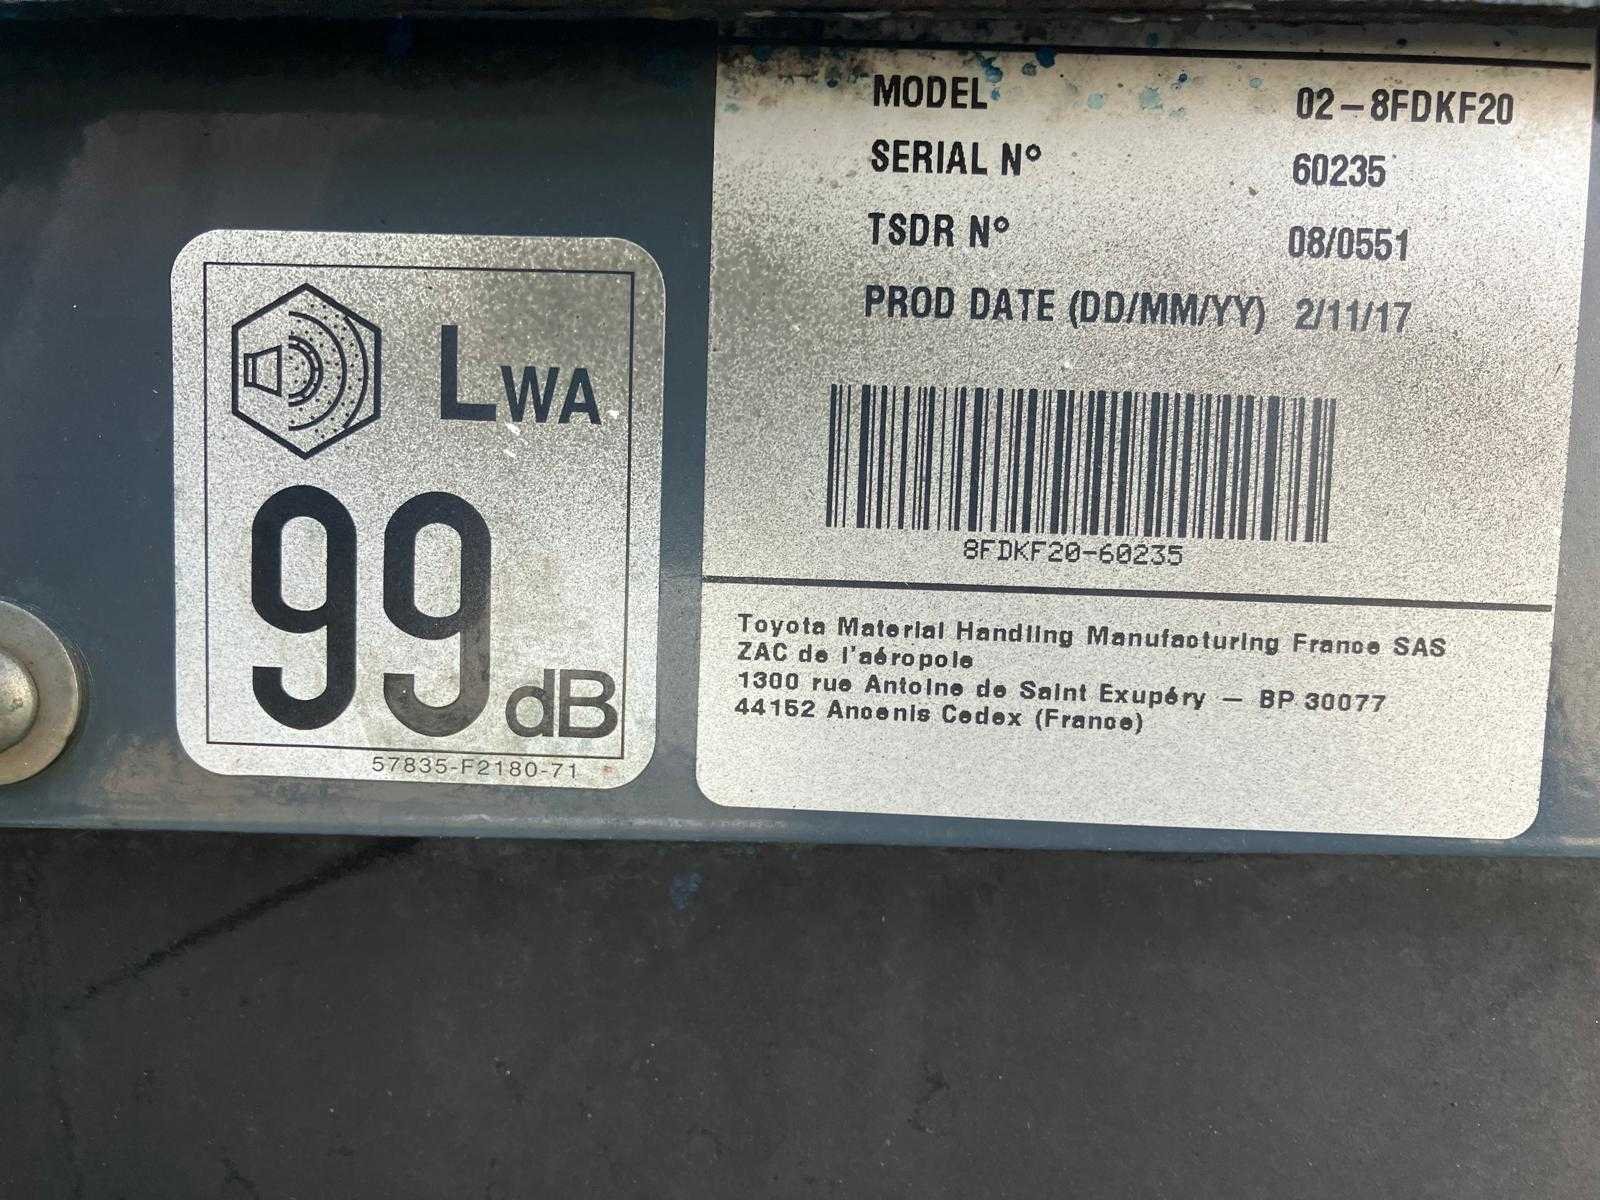 LWA
99 dB
57835-F2180-71
MODEL 02-8FDKF20
SERIAL Nº 60235
TSDR Nº 08/0551
PROD DATE (DD/MM/YY) 2/11/17
8FDKF20-60235
Toyota Material Handling Manufacturing France SAS
ZAC de l'aéropole
1300 rue Antoine de Saint Exupéry – BP 30077
44152 Ancenis Cedex (France)